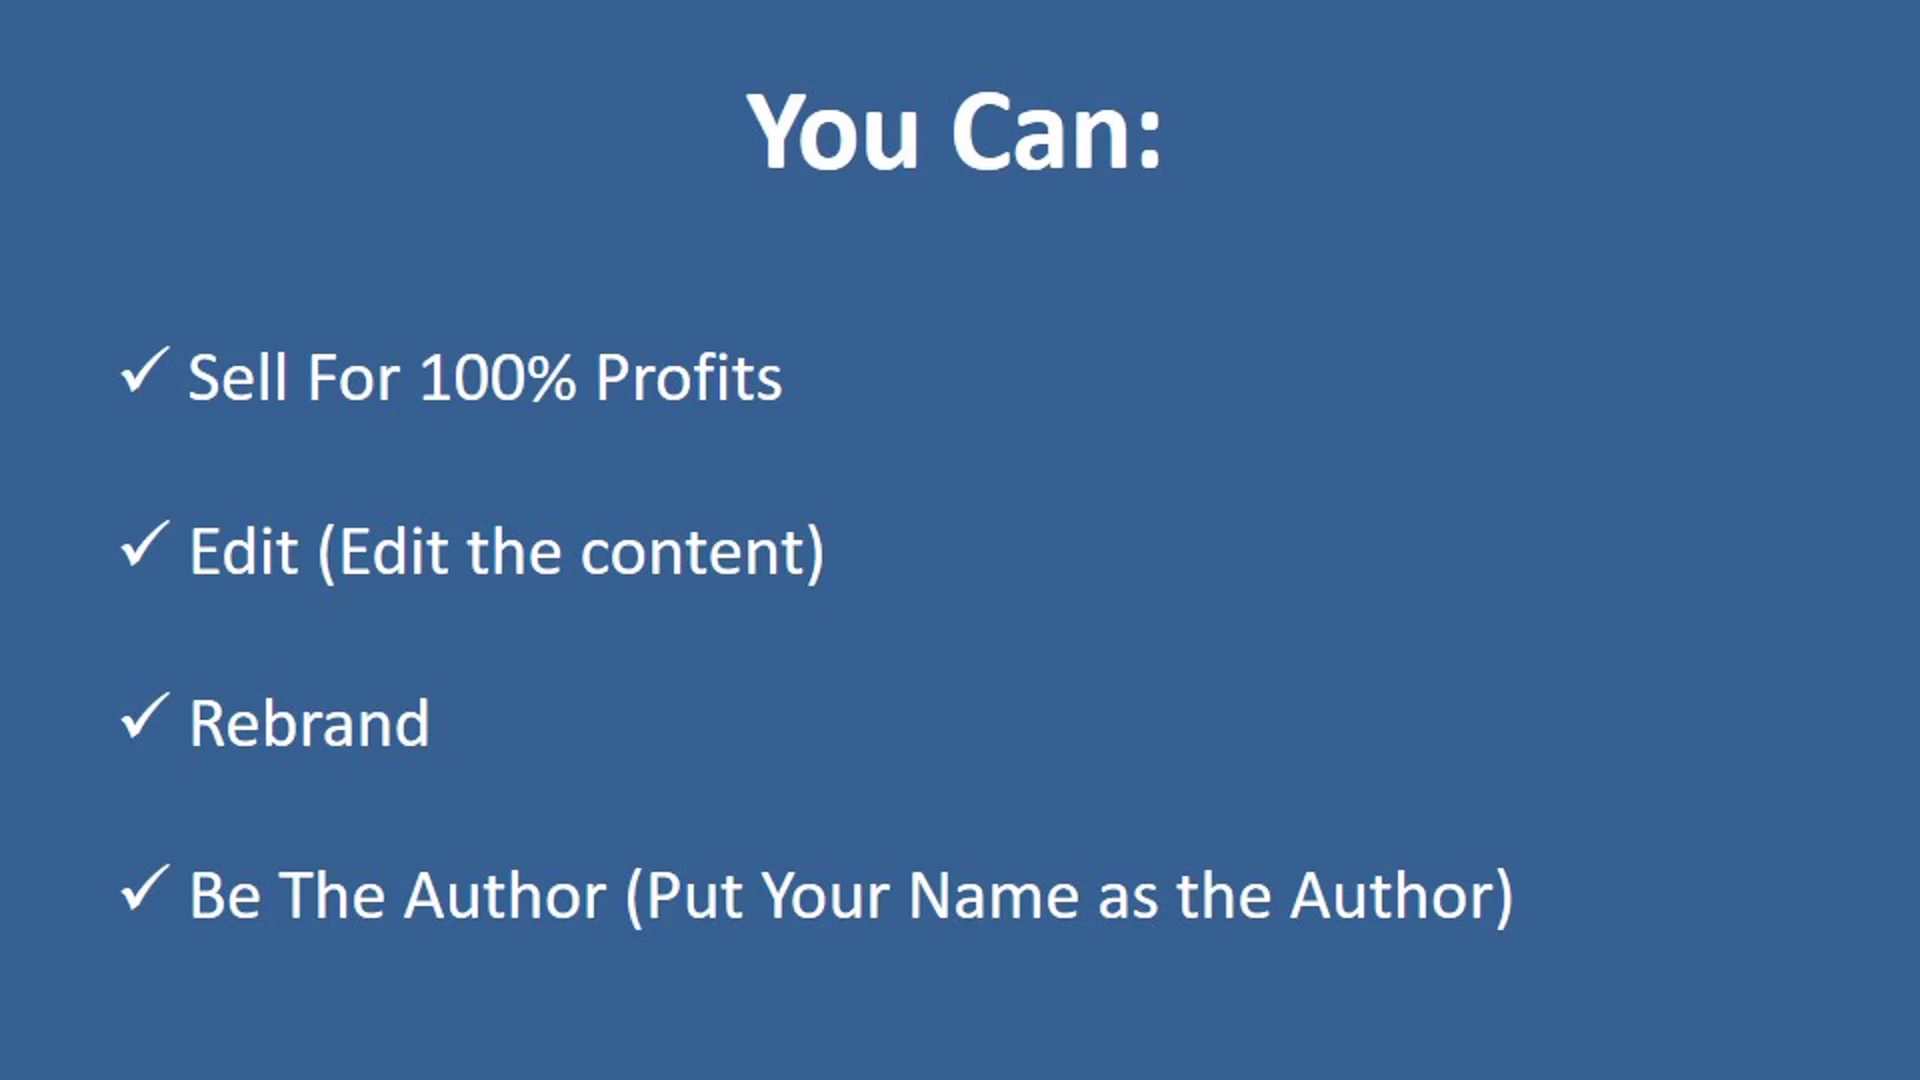 You Can:
✓ Sell For 100% Profits
✓ Edit (Edit the content)
✓ Rebrand
✓ Be The Author (Put Your Name as the Author)